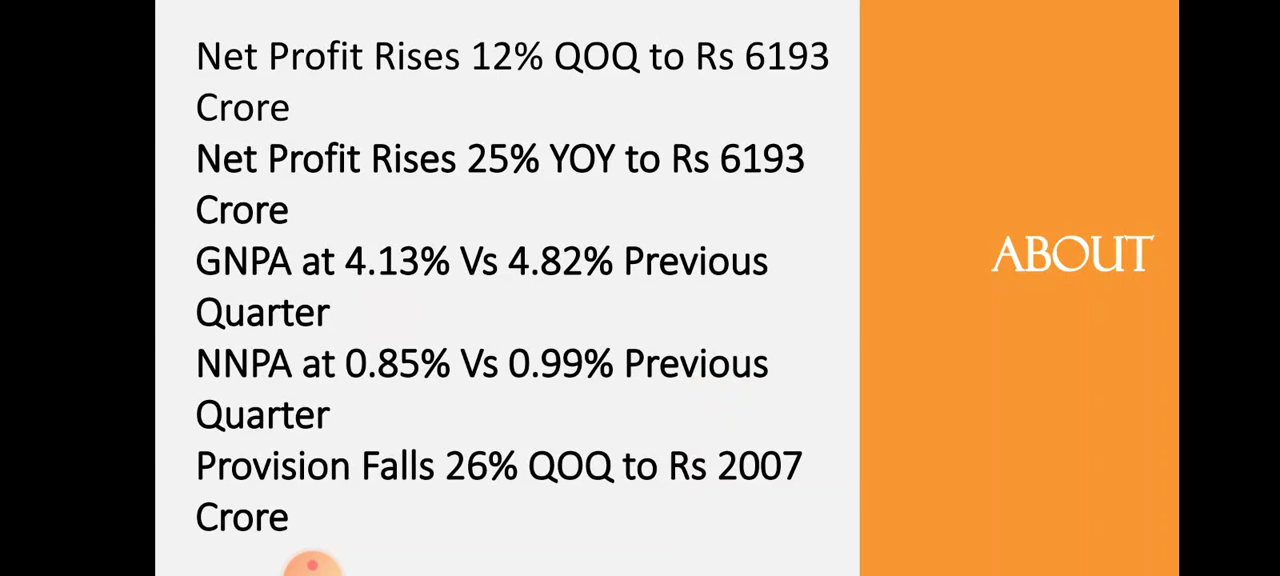 Net Profit Rises 12% QOQ to Rs 6193
Crore
Net Profit Rises 25% YOY to Rs 6193
Crore
GNPA at 4.13% Vs 4.82% Previous
Quarter
NNPA at 0.85% Vs 0.99% Previous
Quarter
Provision Falls 26% QOQ to Rs 2007
Crore
ABOUT